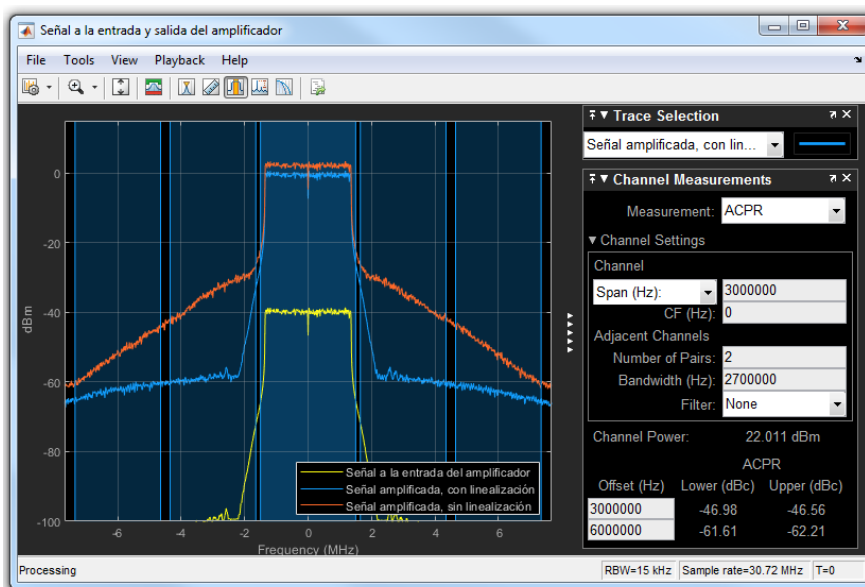 Señal a la entrada y salida del amplificador
File Tools View Playback Help
Trace Selection
Señal amplificada, con lin...
Channel Measurements
Measurement: ACPR
Channel Settings
Channel
Span (Hz): 3000000
CF (Hz): 0
Adjacent Channels
Number of Pairs: 2
Bandwidth (Hz): 2700000
Filter: None
Channel Power: 22.011 dBm
ACPR
Offset (Hz) Lower (dBc) Upper (dBc)
3000000 -46.98 -46.56
6000000 -61.61 -62.21
0
-20
-40
-60
-80
-100
dBm
Señal a la entrada del amplificador
Señal amplificada, con linealización
Señal amplificada, sin linealización
-6 -4 -2 0 2 4 6
Frequency (MHz)
Processing
RBW=15 kHz Sample rate=30.72 MHz T=0